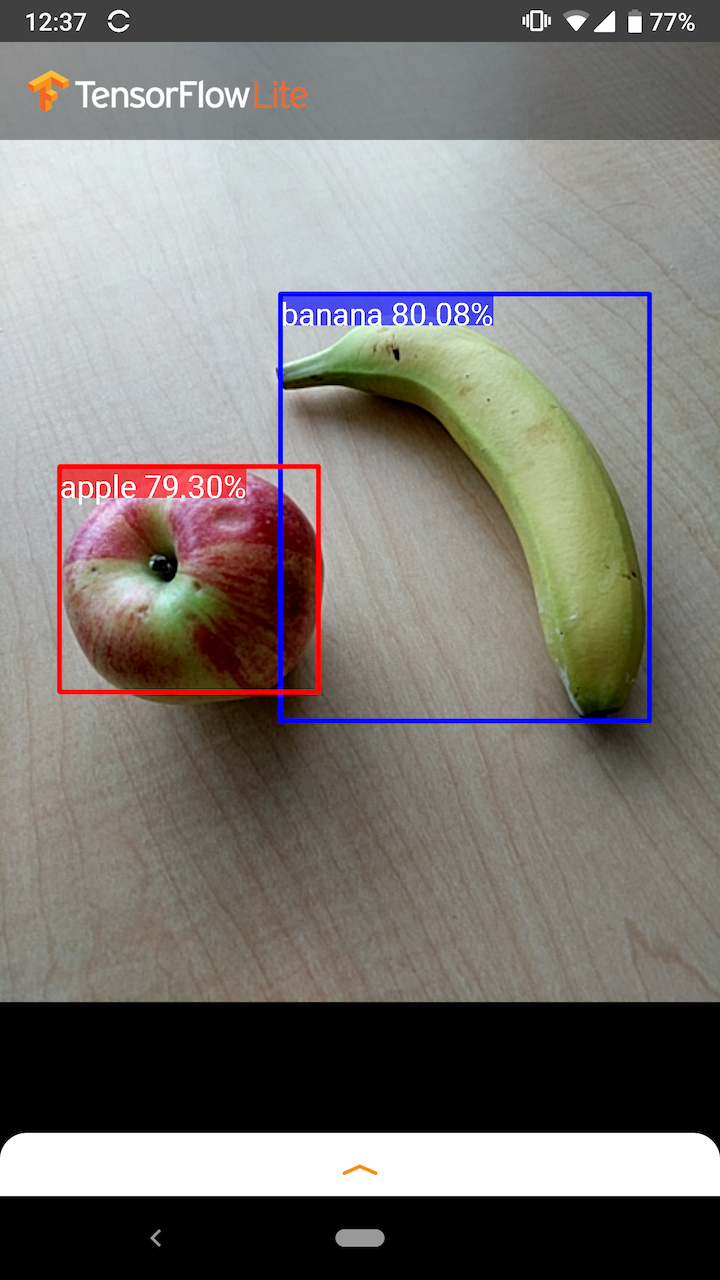 12:37 77%
TensorFlow Lite
banana 80.08%
apple 79.30%